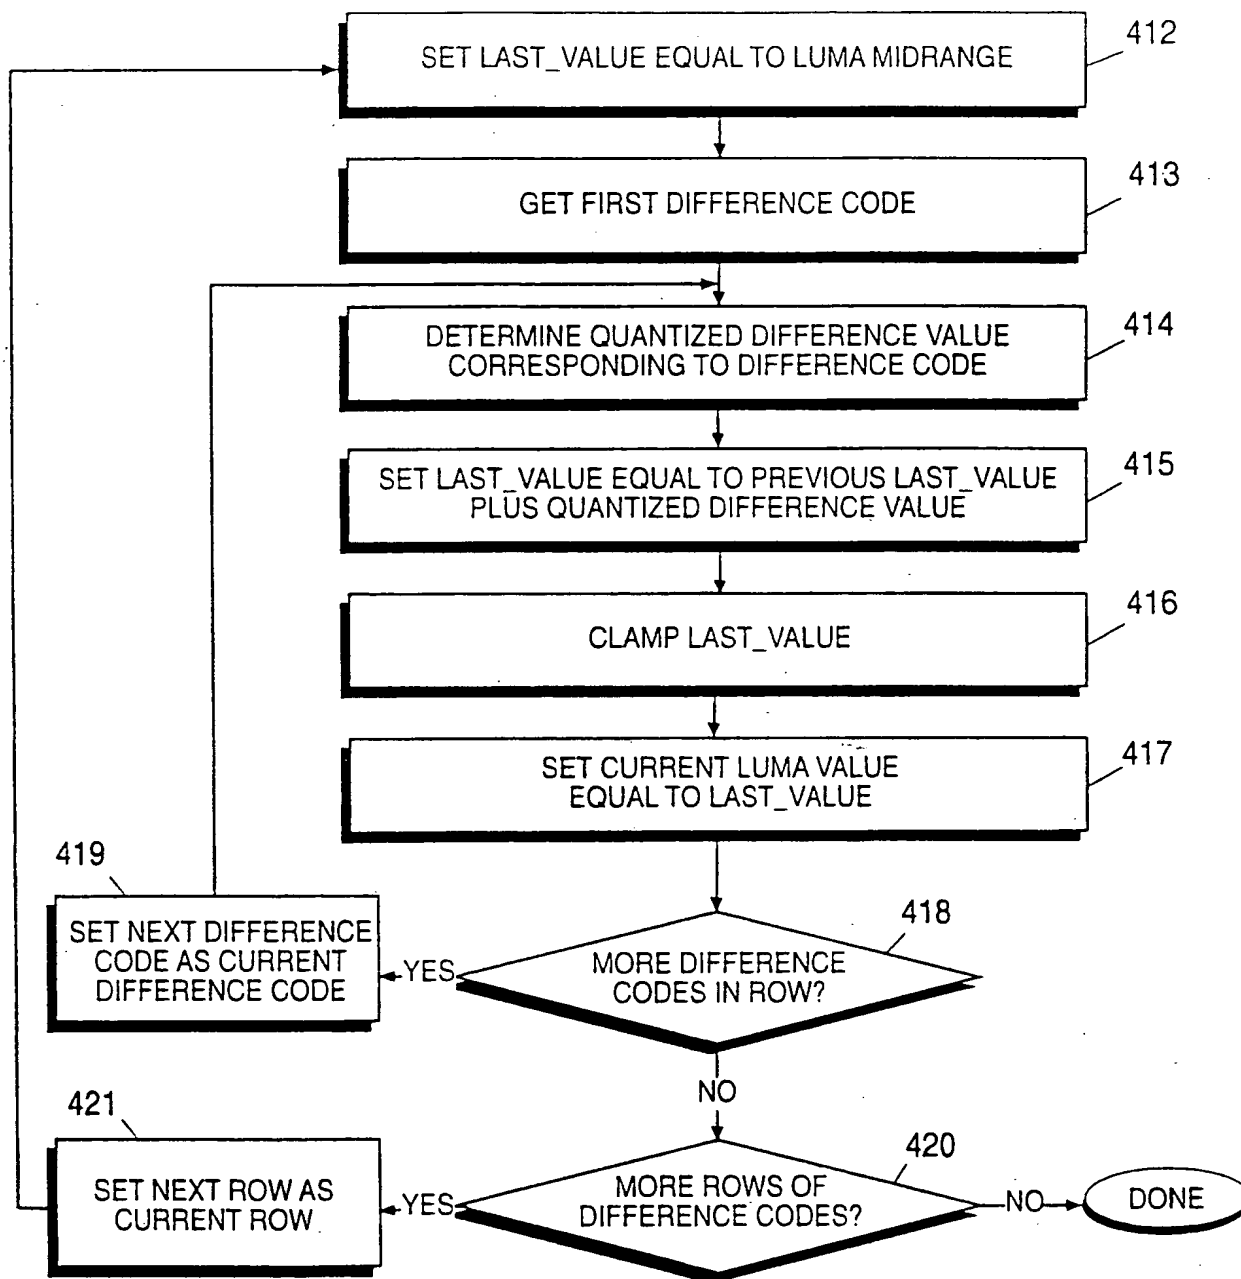 412
SET LAST_VALUE EQUAL TO LUMA MIDRANGE
413
GET FIRST DIFFERENCE CODE
414
DETERMINE QUANTIZED DIFFERENCE VALUE
CORRESPONDING TO DIFFERENCE CODE
415
SET LAST_VALUE EQUAL TO PREVIOUS LAST_VALUE
PLUS QUANTIZED DIFFERENCE VALUE
416
CLAMP LAST_VALUE
417
SET CURRENT LUMA VALUE
EQUAL TO LAST_VALUE
418
MORE DIFFERENCE
CODES IN ROW?
YES
419
SET NEXT DIFFERENCE
CODE AS CURRENT
DIFFERENCE CODE
NO
420
MORE ROWS OF
DIFFERENCE CODES?
YES
421
SET NEXT ROW AS
CURRENT ROW
NO
DONE